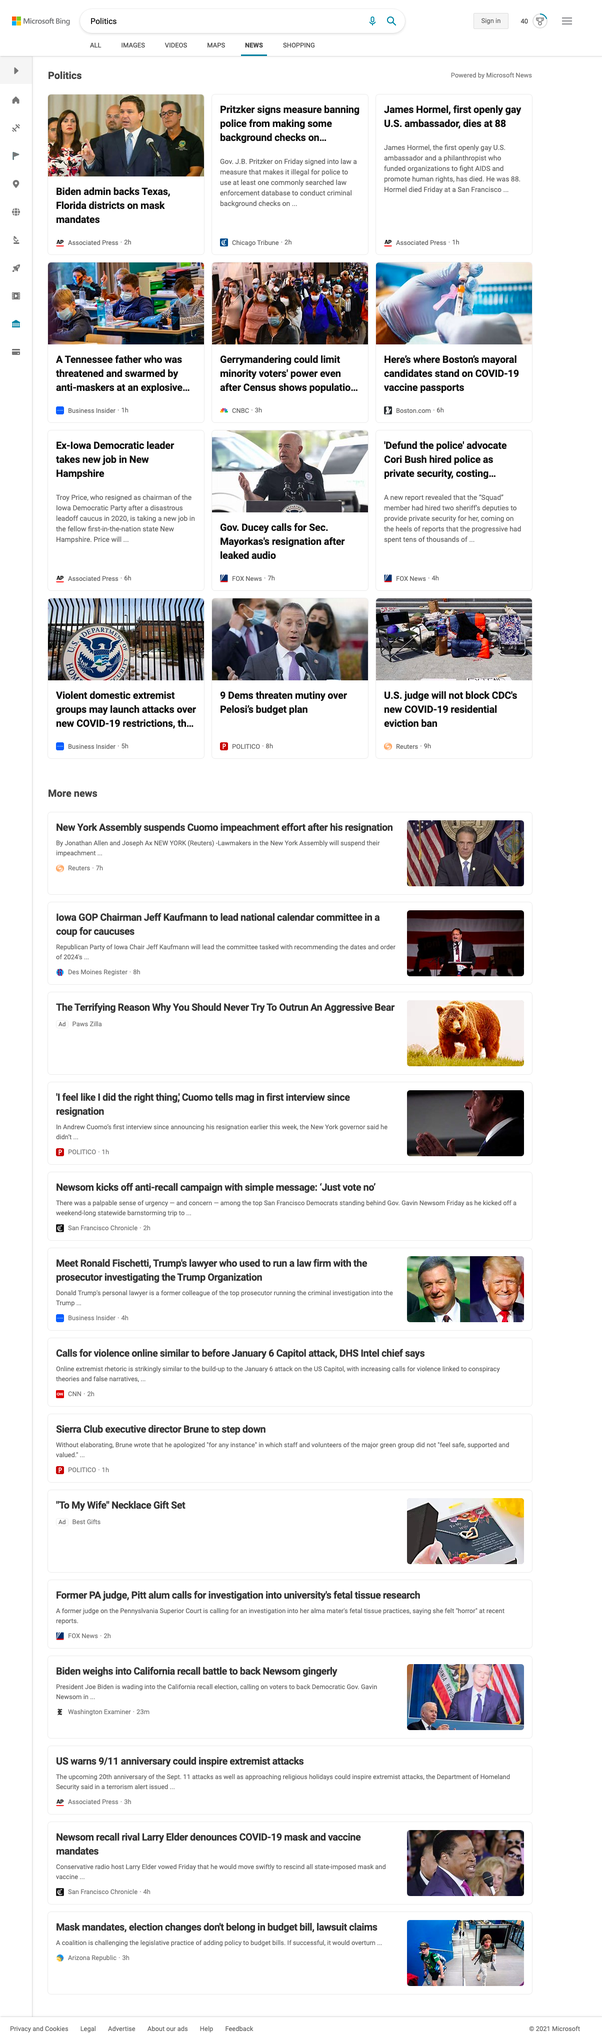 Microsoft Bing
Politics
Sign in
40
ALL IMAGES VIDEOS MAPS NEWS SHOPPING
Politics
Powered by Microsoft News
Biden admin backs Texas,
Florida districts on mask
mandates
AP Associated Press · 2h
Pritzker signs measure banning
police from making some
background checks on...
Gov. J.B. Pritzker on Friday signed into law a
measure that makes it illegal for police to
use at least one commonly searched law
enforcement database to conduct criminal
background checks on ...
Chicago Tribune · 2h
James Hormel, first openly gay
U.S. ambassador, dies at 88
James Hormel, the first openly gay U.S.
ambassador and a philanthropist who
funded organizations to fight AIDS and
promote human rights, has died. He was 88.
Hormel died Friday at a San Francisco ...
AP Associated Press · 1h
A Tennessee father who was
threatened and swarmed by
anti-maskers at an explosive...
Business Insider · 1h
Gerrymandering could limit
minority voters' power even
after Census shows populatio...
CNBC · 3h
Here's where Boston's mayoral
candidates stand on COVID-19
vaccine passports
Boston.com · 6h
Ex-Iowa Democratic leader
takes new job in New
Hampshire
Troy Price, who resigned as chairman of the
Iowa Democratic Party after a disastrous
leadoff caucus in 2020, is taking a new job in
the fellow first-in-the-nation state New
Hampshire. Price will ...
AP Associated Press · 6h
Gov. Ducey calls for Sec.
Mayorkas's resignation after
leaked audio
FOX News · 7h
'Defund the police' advocate
Cori Bush hired police as
private security, costing...
A new report revealed that the "Squad"
member had hired two sheriff's deputies to
provide private security for her, coming on
the heels of reports that the progressive had
spent tens of thousands of ...
FOX News · 4h
Violent domestic extremist
groups may launch attacks over
new COVID-19 restrictions, th...
Business Insider · 5h
9 Dems threaten mutiny over
Pelosi's budget plan
POLITICO · 8h
U.S. judge will not block CDC's
new COVID-19 residential
eviction ban
Reuters · 9h
More news
New York Assembly suspends Cuomo impeachment effort after his resignation
By Jonathan Allen and Joseph Ax NEW YORK (Reuters) -Lawmakers in the New York Assembly will suspend their
impeachment ...
Reuters · 7h
Iowa GOP Chairman Jeff Kaufmann to lead national calendar committee in a
coup for caucuses
Republican Party of Iowa Chair Jeff Kaufmann will lead the committee tasked with recommending the dates and order
of 2024's ...
Des Moines Register · 8h
The Terrifying Reason Why You Should Never Try To Outrun An Aggressive Bear
Ad Paws Zilla
'I feel like I did the right thing,' Cuomo tells mag in first interview since
resignation
In Andrew Cuomo's first interview since announcing his resignation earlier this week, the New York governor said he
didn't ...
POLITICO · 1h
Newsom kicks off anti-recall campaign with simple message: 'Just vote no'
There was a palpable sense of urgency — and concern — among the top San Francisco Democrats standing behind Gov. Gavin Newsom Friday as he kicked off a
weekend-long statewide barnstorming trip to ...
San Francisco Chronicle · 2h
Meet Ronald Fischetti, Trump's lawyer who used to run a law firm with the
prosecutor investigating the Trump Organization
Donald Trump's personal lawyer is a former colleague of the top prosecutor running the criminal investigation into the
Trump ...
Business Insider · 4h
Calls for violence online similar to before January 6 Capitol attack, DHS Intel chief says
Online extremist rhetoric is strikingly similar to the build-up to the January 6 attack on the US Capitol, with increasing calls for violence linked to conspiracy
theories and false narratives, ...
CNN · 2h
Sierra Club executive director Brune to step down
Without elaborating, Brune wrote that he apologized "for any instance" in which staff and volunteers of the major green group did not "feel safe, supported and
valued." ...
POLITICO · 1h
"To My Wife" Necklace Gift Set
Ad Best Gifts
Former PA judge, Pitt alum calls for investigation into university's fetal tissue research
A former judge on the Pennsylvania Superior Court is calling for an investigation into her alma mater's fetal tissue practices, saying she felt "horror" at recent
reports.
FOX News · 2h
Biden weighs into California recall battle to back Newsom gingerly
President Joe Biden is wading into the California recall election, calling on voters to back Democratic Gov. Gavin
Newsom in ...
Washington Examiner · 23m
US warns 9/11 anniversary could inspire extremist attacks
The upcoming 20th anniversary of the Sept. 11 attacks as well as approaching religious holidays could inspire extremist attacks, the Department of Homeland
Security said in a terrorism alert issued ...
AP Associated Press · 3h
Newsom recall rival Larry Elder denounces COVID-19 mask and vaccine
mandates
Conservative radio host Larry Elder vowed Friday that he would move swiftly to rescind all state-imposed mask and
vaccine ...
San Francisco Chronicle · 4h
Mask mandates, election changes don't belong in budget bill, lawsuit claims
A coalition is challenging the legislative practice of adding policy to budget bills. If successful, it would overturn ...
Arizona Republic · 3h
Privacy and Cookies Legal Advertise About our ads Help Feedback © 2021 Microsoft